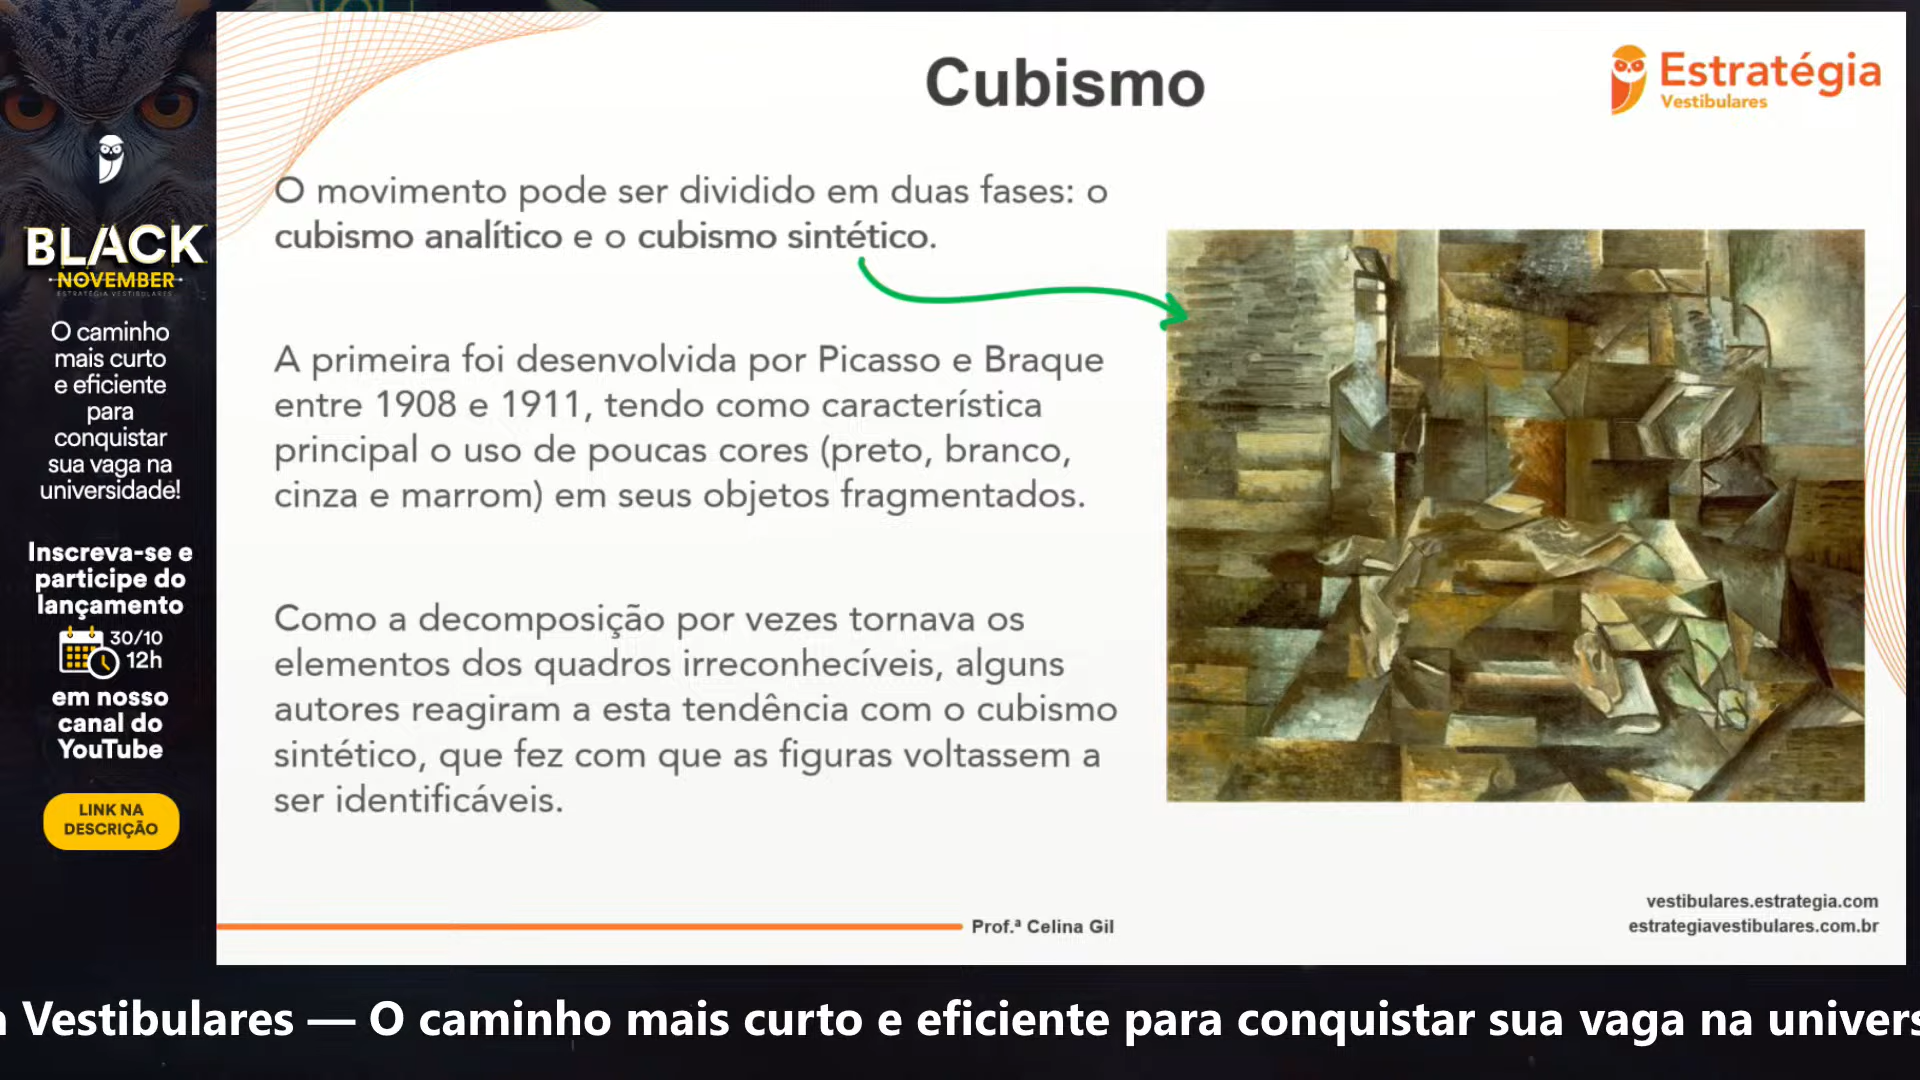 Cubismo
Estratégia
Vestibulares
O movimento pode ser dividido em duas fases: o
cubismo analítico e o cubismo sintético.
A primeira foi desenvolvida por Picasso e Braque
entre 1908 e 1911, tendo como característica
principal o uso de poucas cores (preto, branco,
cinza e marrom) em seus objetos fragmentados.
Como a decomposição por vezes tornava os
elementos dos quadros irreconhecíveis, alguns
autores reagiram a esta tendência com o cubismo
sintético, que fez com que as figuras voltassem a
ser identificáveis.
Prof.ª Celina Gil
vestibulares.estrategia.com
estrategiavestibulares.com.br
BLACK
NOVEMBER
ESTRATÉGIA VESTIBULARES
O caminho
mais curto
e eficiente
para
conquistar
sua vaga na
universidade!
Inscreva-se e
participe do
lançamento
30/10
12h
em nosso
canal do
YouTube
LINK NA
DESCRIÇÃO
a Vestibulares — O caminho mais curto e eficiente para conquistar sua vaga na univers